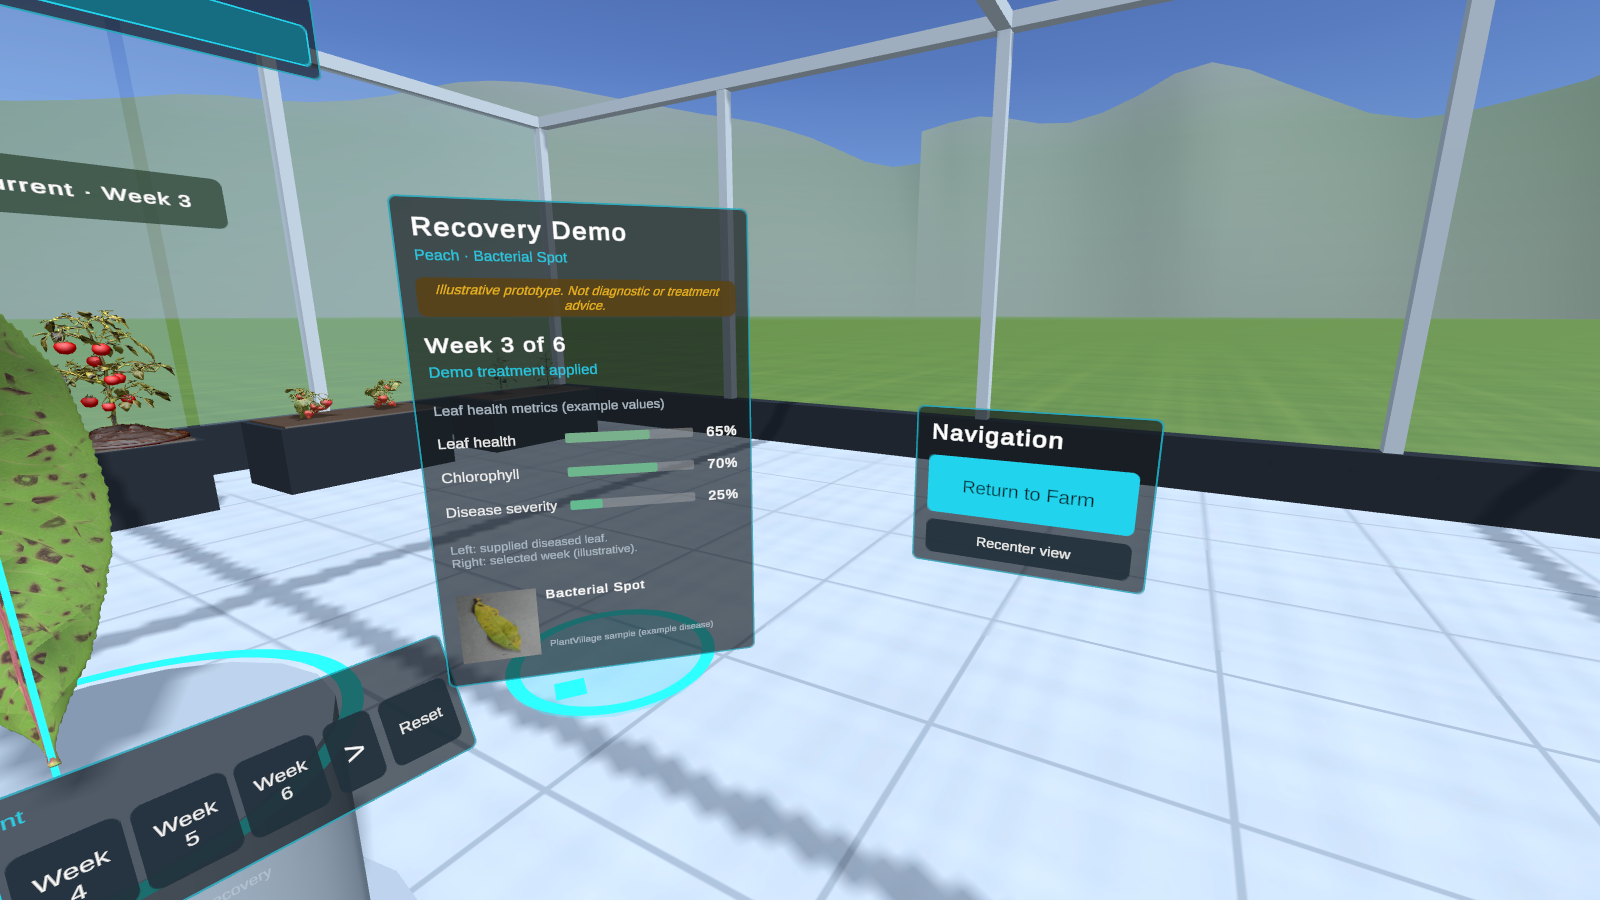 Current · Week 3
Recovery Demo
Peach · Bacterial Spot
Illustrative prototype. Not diagnostic or treatment
advice.
Week 3 of 6
Demo treatment applied
Leaf health metrics (example values)
Leaf health 65%
Chlorophyll 70%
Disease severity 25%
Left: supplied diseased leaf.
Right: selected week (illustrative).
Bacterial Spot
PlantVillage sample (example disease)
Navigation
Return to Farm
Recenter view
Week
4
Week
5
Week
6
>
Reset